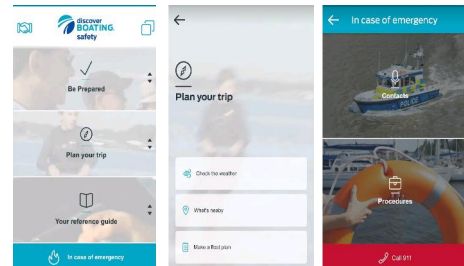 discover
BOATING
safety
Be Prepared
Plan your trip
Your reference guide
In case of emergency
Plan your trip
Check the weather
What's nearby
Make a float plan
In case of emergency
Contacts
POLICE
Procedures
Call 911